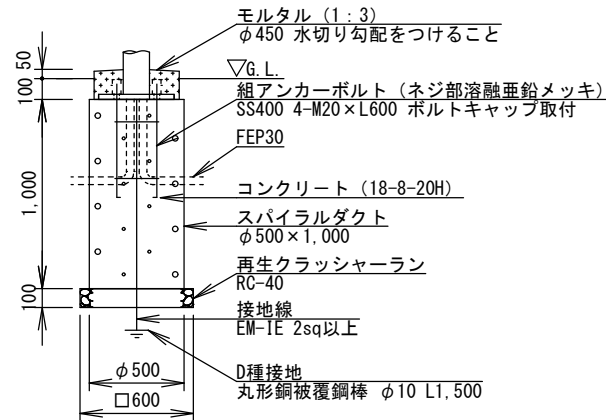 モルタル（1：3）
φ450 水切り勾配をつけること
▽G.L.
組アンカーボルト（ネジ部溶融亜鉛メッキ）
SS400 4-M20×L600 ボルトキャップ取付
FEP30
コンクリート（18-8-20H）
スパイラルダクト
φ500×1,000
再生クラッシャーラン
RC-40
接地線
EM-IE 2sq以上
D種接地
丸形銅被覆鋼棒 φ10 L1,500
50
100
1,000
100
φ500
□600